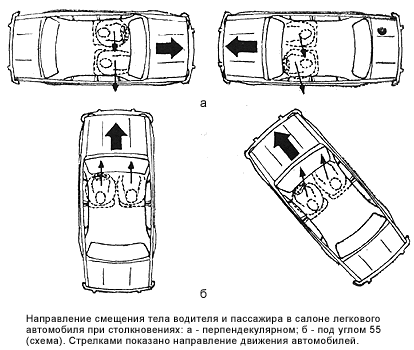 а
б
Направление смещения тела водителя и пассажира в салоне легкового
автомобиля при столкновениях: а - перпендекулярном; б - под углом 55
(схема). Стрелками показано направление движения автомобилей.